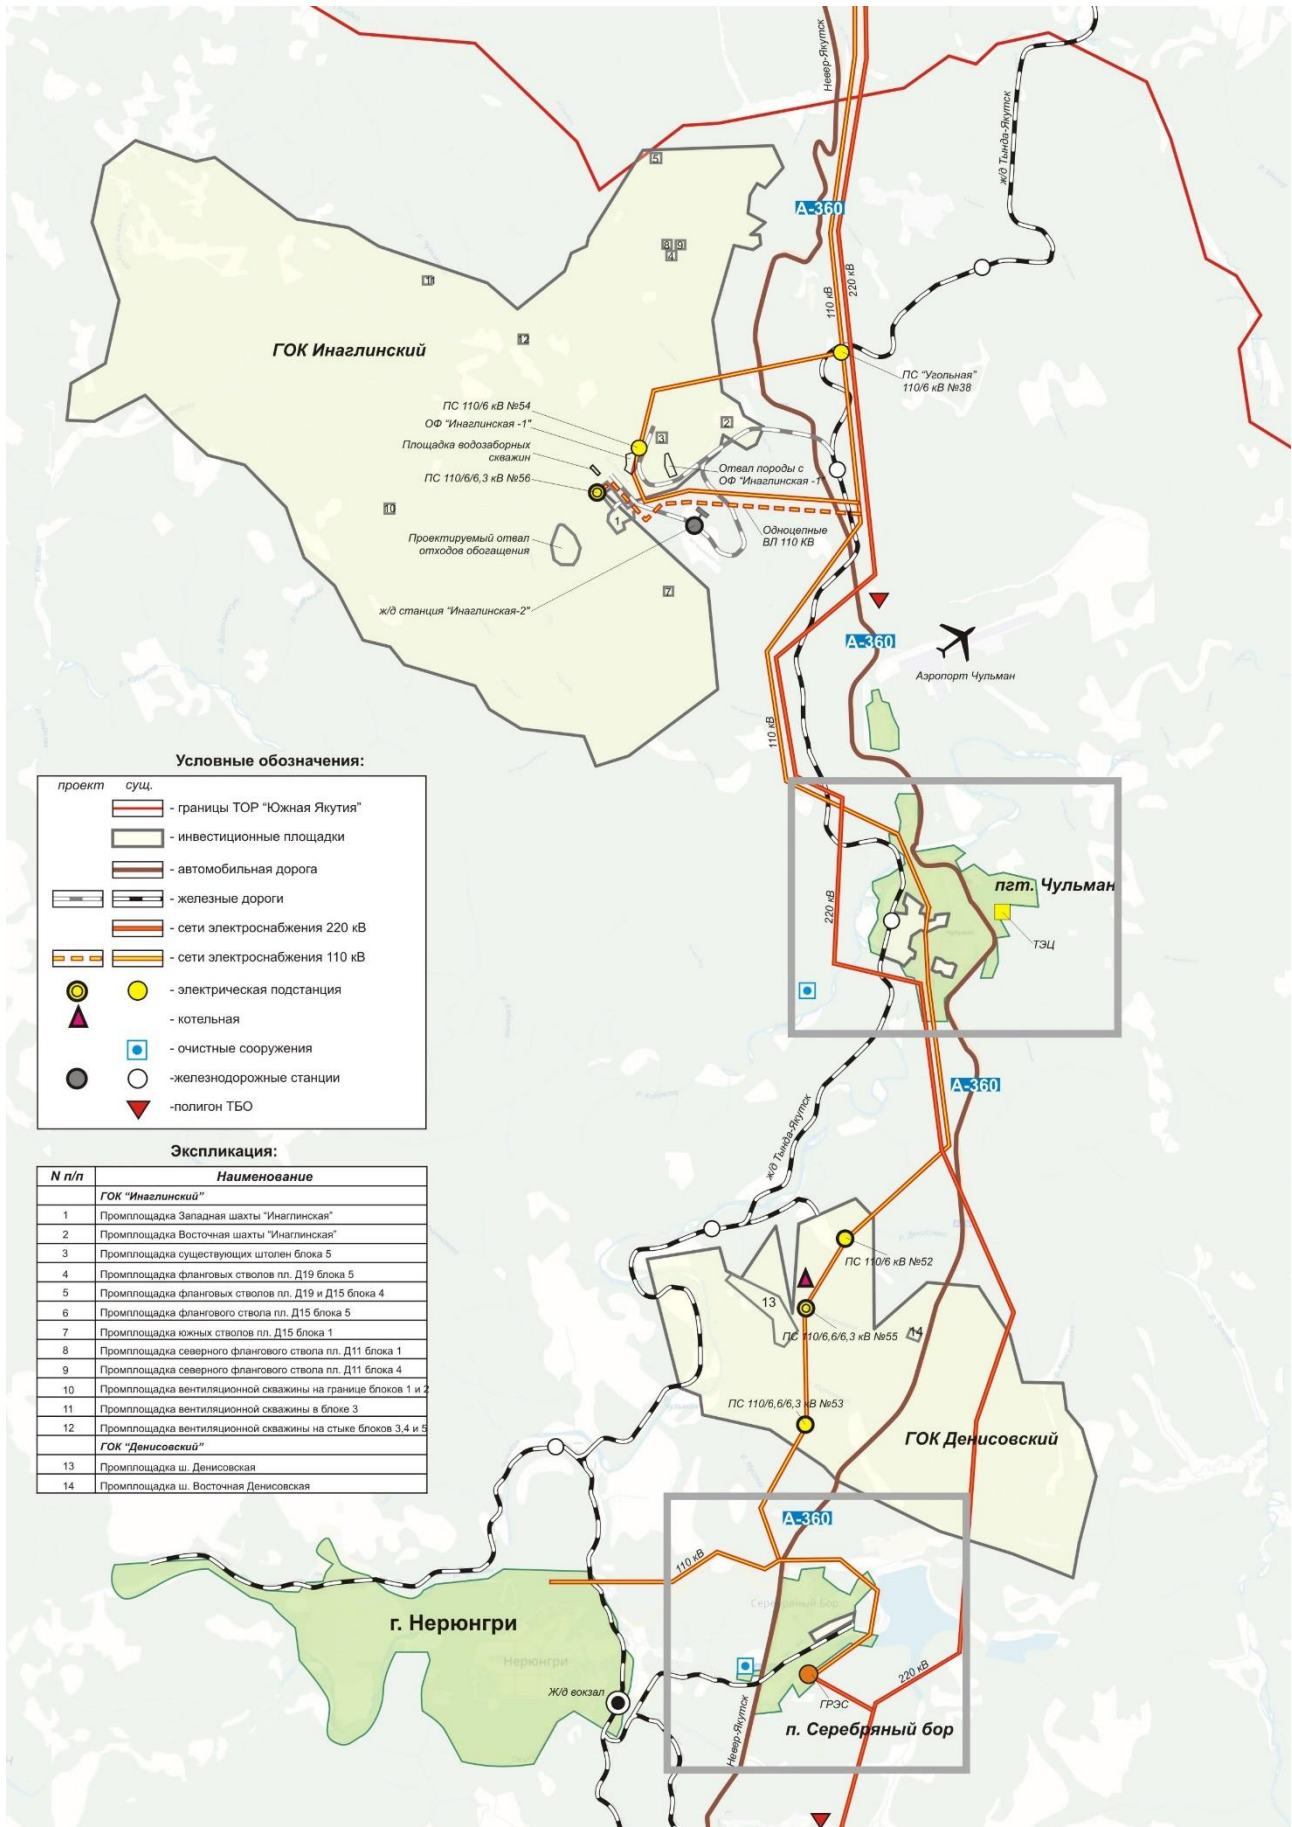 Невер-Якутск
ж/д Тында-Якутск
А-360
5
8
9
4
11
12
220 кВ
110 кВ
ГОК Инаглинский
ПС "Угольная"
110/6 кВ №38
ПС 110/6 кВ №54
ОФ "Инаглинская -1"
2
3
Площадка водозаборных
скважин
Отвал породы с
ОФ "Инаглинская -1"
ПС 110/6/6,3 кВ №56
10
1
Одноцепные
ВЛ 110 КВ
Проектируемый отвал
отходов обогащения
7
ж/д станция "Инаглинская-2"
А-360
Аэропорт Чульман
110 кВ
Условные обозначения:
проект сущ.
- границы ТОР "Южная Якутия"
- инвестиционные площадки
- автомобильная дорога
- железные дороги
- сети электроснабжения 220 кВ
- сети электроснабжения 110 кВ
- электрическая подстанция
- котельная
- очистные сооружения
-железнодорожные станции
-полигон ТБО
пгт. Чульман
220 кВ
Чульман
ТЭЦ
А-360
ж/д Тында-Якутск
Экспликация:
N п/п Наименование
ГОК "Инаглинский"
1 Промплощадка Западная шахты "Инаглинская"
2 Промплощадка Восточная шахты "Инаглинская"
3 Промплощадка существующих штолен блока 5
4 Промплощадка фланговых стволов пл. Д19 блока 5
5 Промплощадка фланговых стволов пл. Д19 и Д15 блока 4
6 Промплощадка флангового ствола пл. Д15 блока 5
7 Промплощадка южных стволов пл. Д15 блока 1
8 Промплощадка северного флангового ствола пл. Д11 блока 1
9 Промплощадка северного флангового ствола пл. Д11 блока 4
10 Промплощадка вентиляционной скважины на границе блоков 1 и 2
11 Промплощадка вентиляционной скважины в блоке 3
12 Промплощадка вентиляционной скважины на стыке блоков 3,4 и 5
ГОК "Денисовский"
13 Промплощадка ш. Денисовская
14 Промплощадка ш. Восточная Денисовская
ПС 110/6 кВ №52
13
ПС 110/6,6/6,3 кВ №55
14
ПС 110/6,6/6,3 кВ №53
ГОК Денисовский
А-360
110 кВ
Серебряный Бор
г. Нерюнгри
Нерюнгри
Ж/д вокзал
220 кВ
ГРЭС
Невер-Якутск
п. Серебряный бор